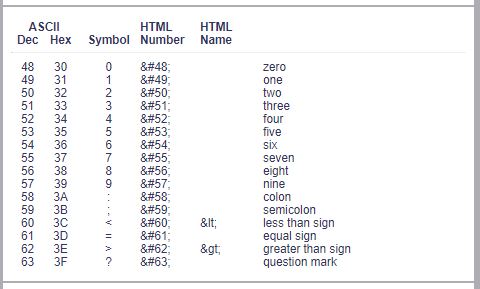 ASCII HTML HTML
Dec Hex Symbol Number Name
48 30 0 &#48; zero
49 31 1 &#49; one
50 32 2 &#50; two
51 33 3 &#51; three
52 34 4 &#52; four
53 35 5 &#53; five
54 36 6 &#54; six
55 37 7 &#55; seven
56 38 8 &#56; eight
57 39 9 &#57; nine
58 3A : &#58; colon
59 3B ; &#59; semicolon
60 3C < &#60; &lt; less than sign
61 3D = &#61; equal sign
62 3E > &#62; &gt; greater than sign
63 3F ? &#63; question mark